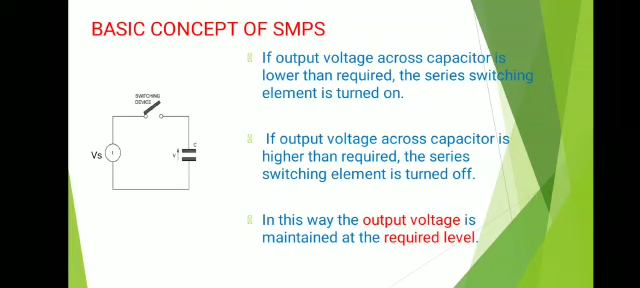 BASIC CONCEPT OF SMPS
If output voltage across capacitor is
lower than required, the series switching
element is turned on.
SWITCHING
DEVICE
If output voltage across capacitor is
higher than required, the series
switching element is turned off.
Vs
V
C
In this way the output voltage is
maintained at the required level.